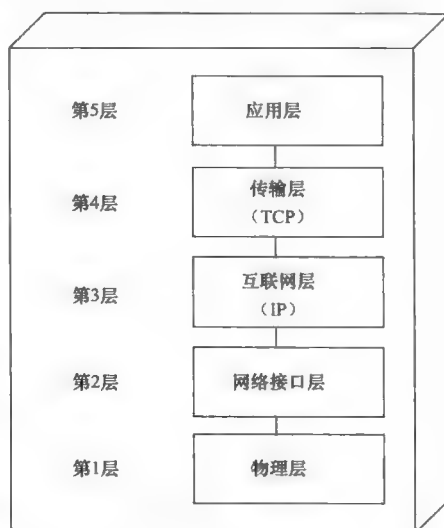 第5层 应用层
第4层 传输层
（TCP）
第3层 互联网层
（IP）
第2层 网络接口层
第1层 物理层